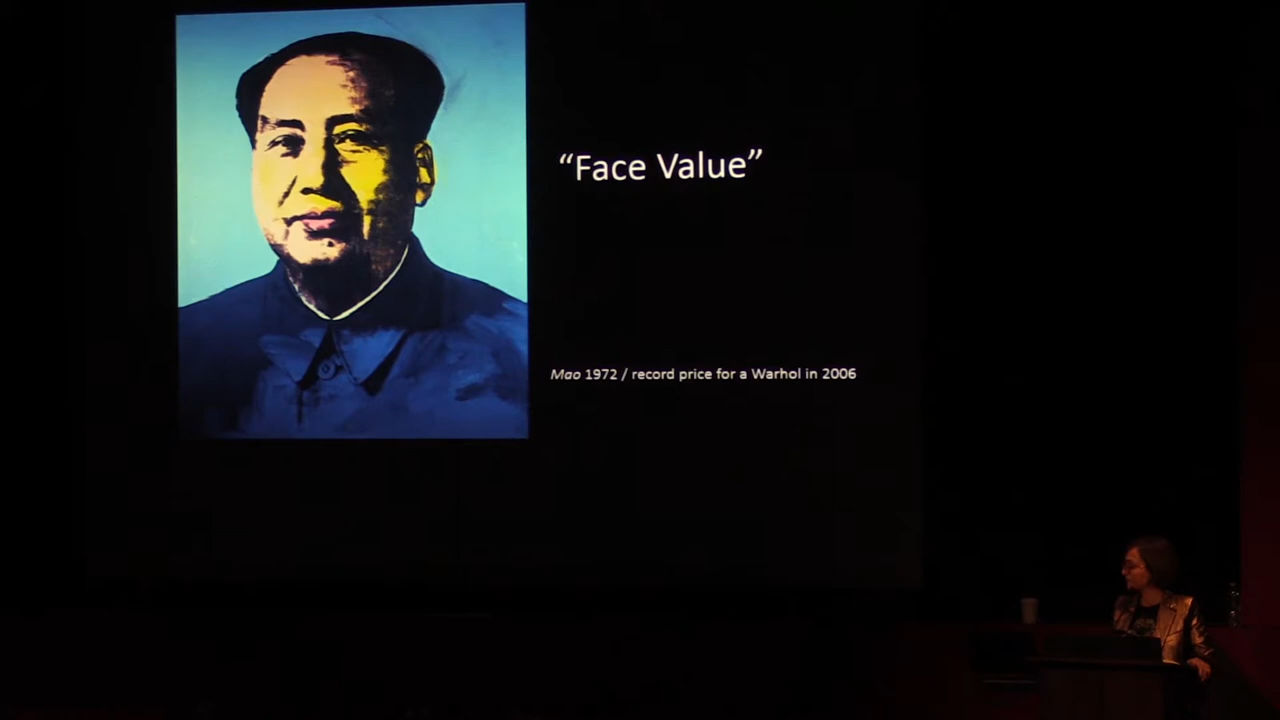 “Face Value”
Mao 1972 / record price for a Warhol in 2006